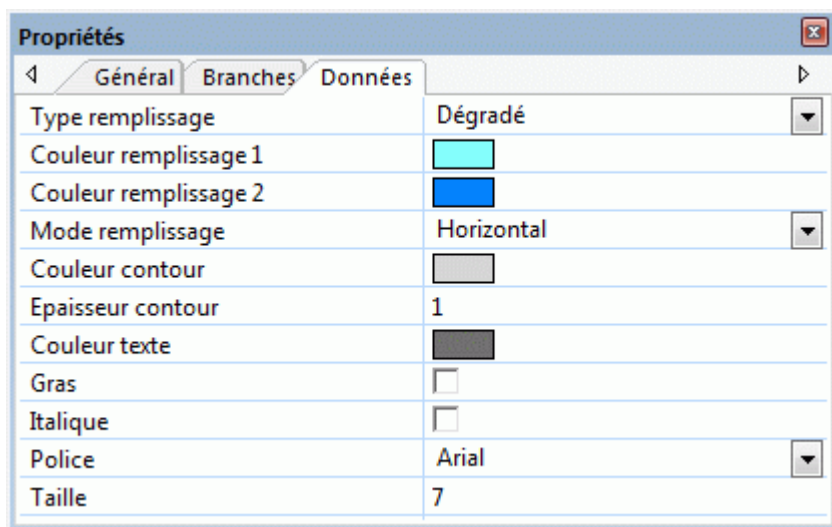 Propriétés
Général Branches Données
Type remplissage Dégradé
Couleur remplissage 1
Couleur remplissage 2
Mode remplissage Horizontal
Couleur contour
Epaisseur contour 1
Couleur texte
Gras
Italique
Police Arial
Taille 7